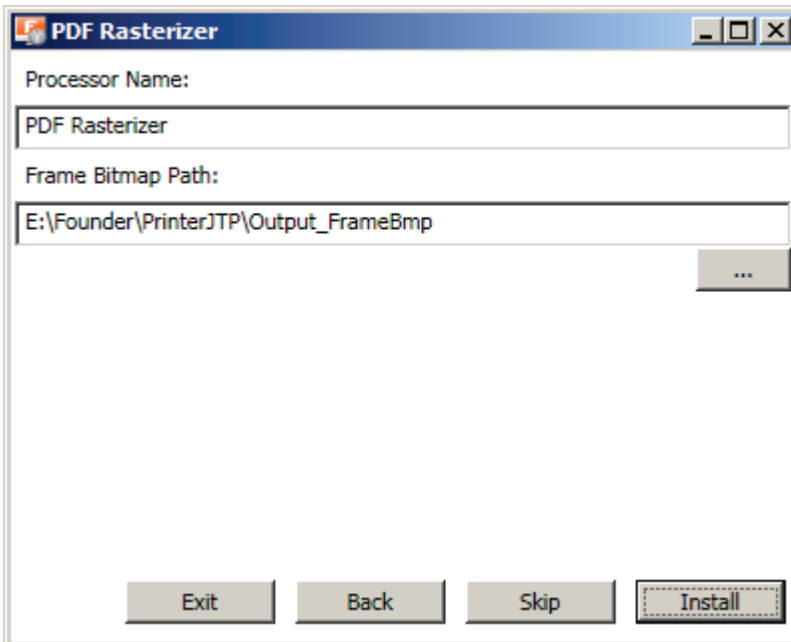 PDF Rasterizer
Processor Name:
PDF Rasterizer
Frame Bitmap Path:
E:\Founder\PrinterJTP\Output_FrameBmp
...
Exit Back Skip Install